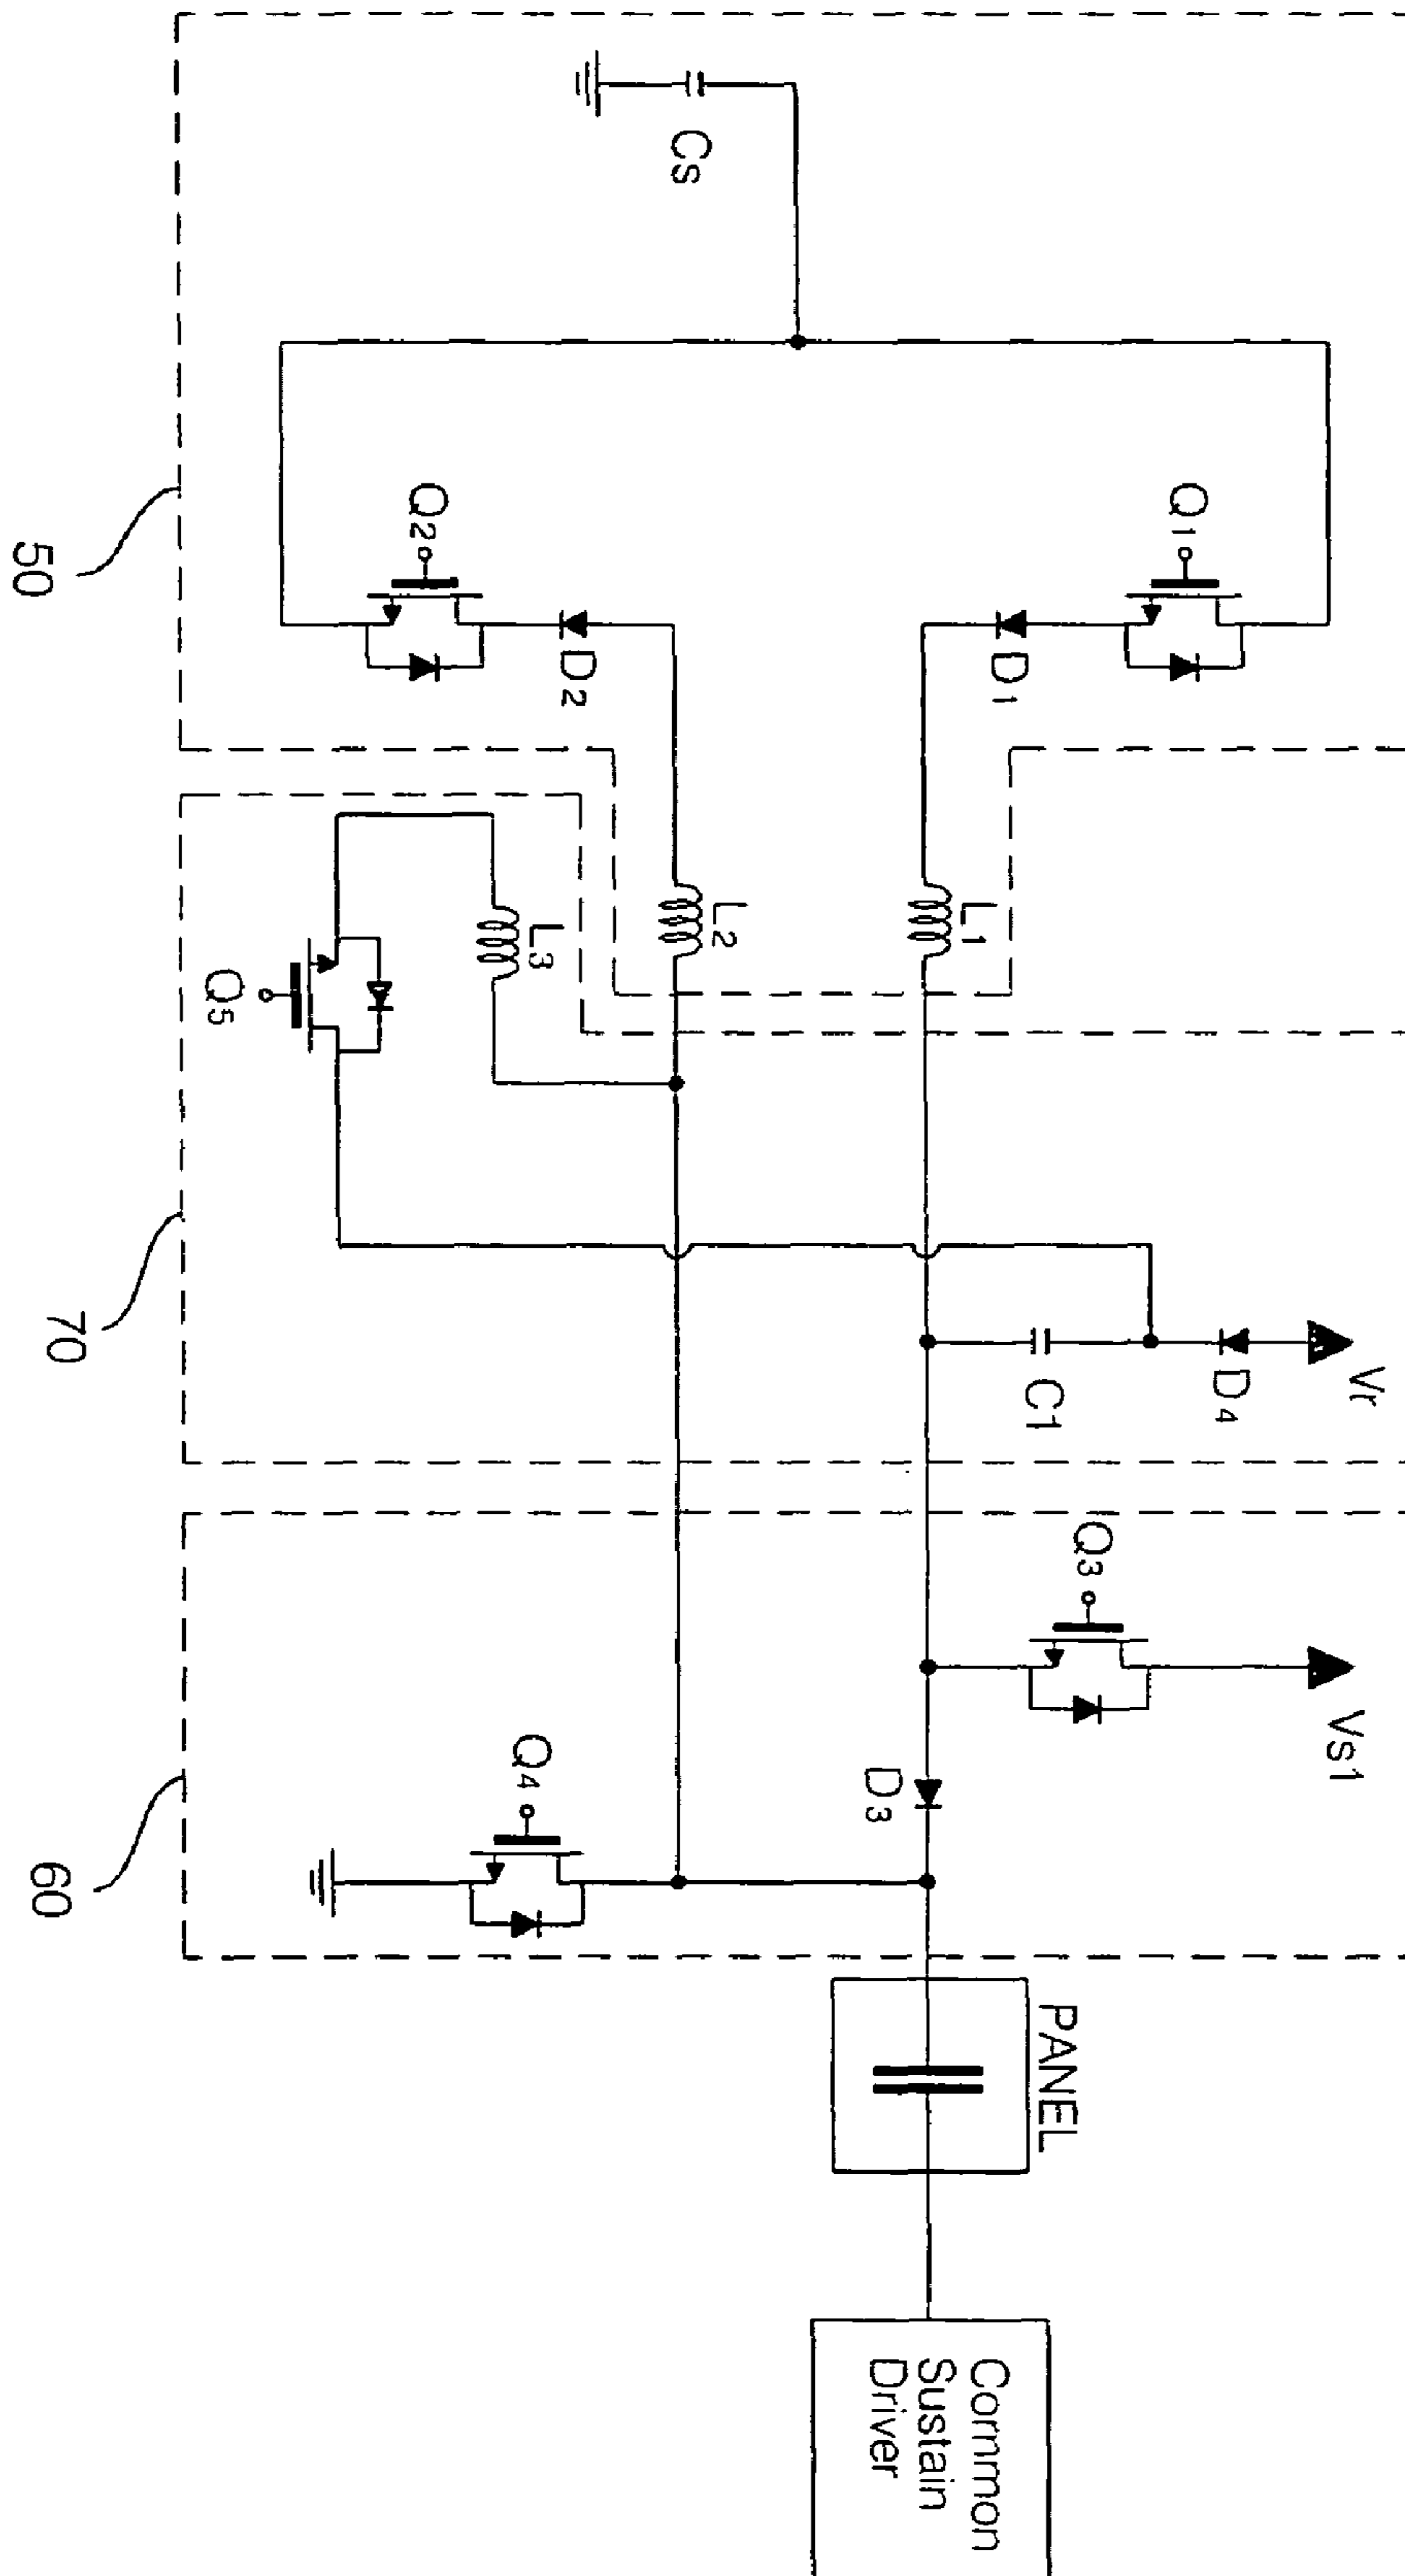 Vr
Vs1
Q1
D1
L1
D4
C1
Q3
D3
PANEL
Common
Sustain
Driver
Cs
Q2
D2
L2
L3
Q5
Q4
50
70
60